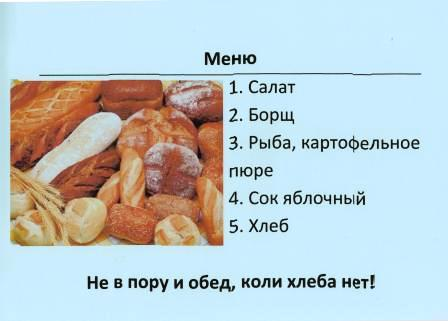 Меню
1. Салат
2. Борщ
3. Рыба, картофельное
пюре
4. Сок яблочный
5. Хлеб
Не в пору и обед, коли хлеба нет!